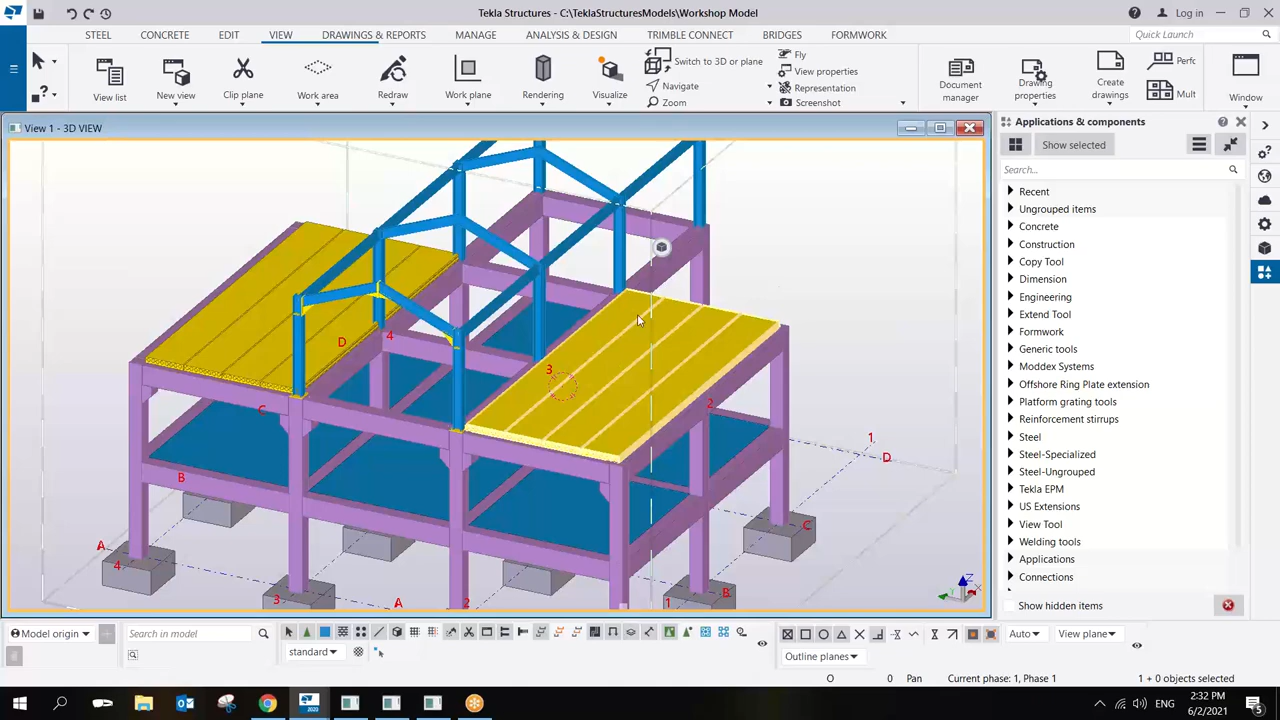 Tekla Structures - C:\TeklaStructuresModels\Workshop Model
Log in
STEEL CONCRETE EDIT VIEW DRAWINGS & REPORTS MANAGE ANALYSIS & DESIGN TRIMBLE CONNECT BRIDGES FORMWORK
Quick Launch
View list
New view
Clip plane
Work area
Redraw
Work plane
Rendering
Visualize
Switch to 3D or plane
Navigate
Zoom
Fly
View properties
Representation
Screenshot
Document manager
Drawing properties
Create drawings
Perfc
Mult
Window
View 1 - 3D VIEW
D
4
3
C
2
1
D
B
A
4
C
3
A
2
1
B
Z
Applications & components
Show selected
Search...
Recent
Ungrouped items
Concrete
Construction
Copy Tool
Dimension
Engineering
Extend Tool
Formwork
Generic tools
Moddex Systems
Offshore Ring Plate extension
Platform grating tools
Reinforcement stirrups
Steel
Steel-Specialized
Steel-Ungrouped
Tekla EPM
US Extensions
View Tool
Welding tools
Applications
Connections
Show hidden items
Model origin
Search in model
standard
Auto
View plane
Outline planes
O 0 Pan Current phase: 1, Phase 1 1 + 0 objects selected
2020
ENG
2:32 PM
6/2/2021
5